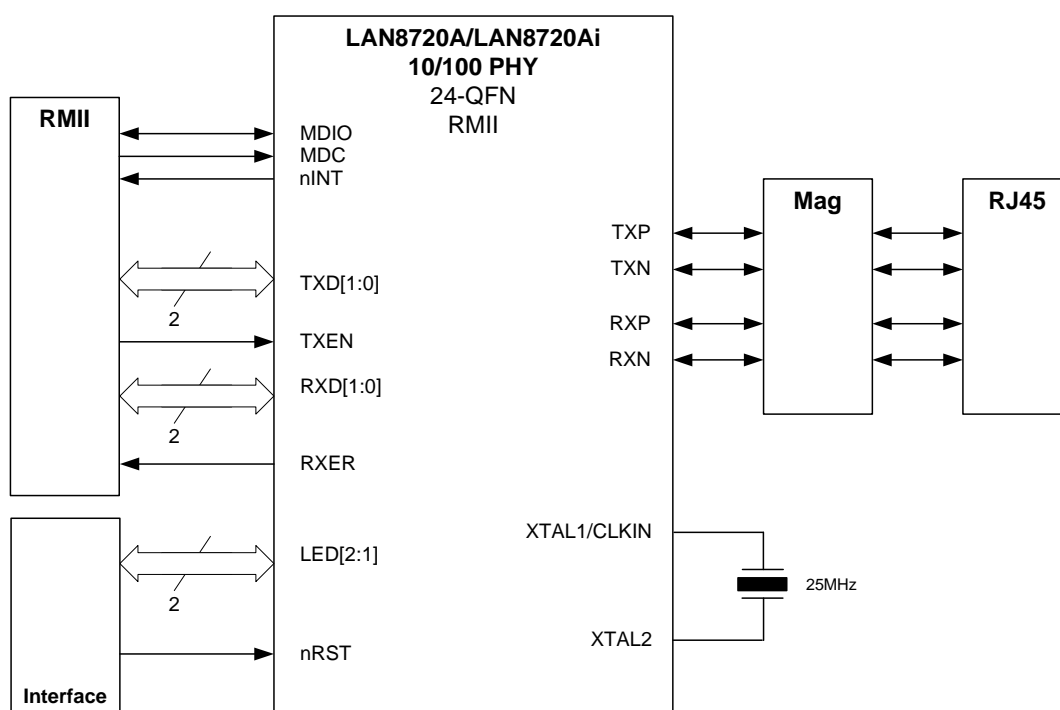 LAN8720A/LAN8720Ai
10/100 PHY
24-QFN
RMII
RMII
MDIO
MDC
nINT
TXD[1:0]
2
TXEN
RXD[1:0]
2
RXER
LED[2:1]
2
nRST
Interface
Mag
RJ45
TXP
TXN
RXP
RXN
XTAL1/CLKIN
25MHz
XTAL2